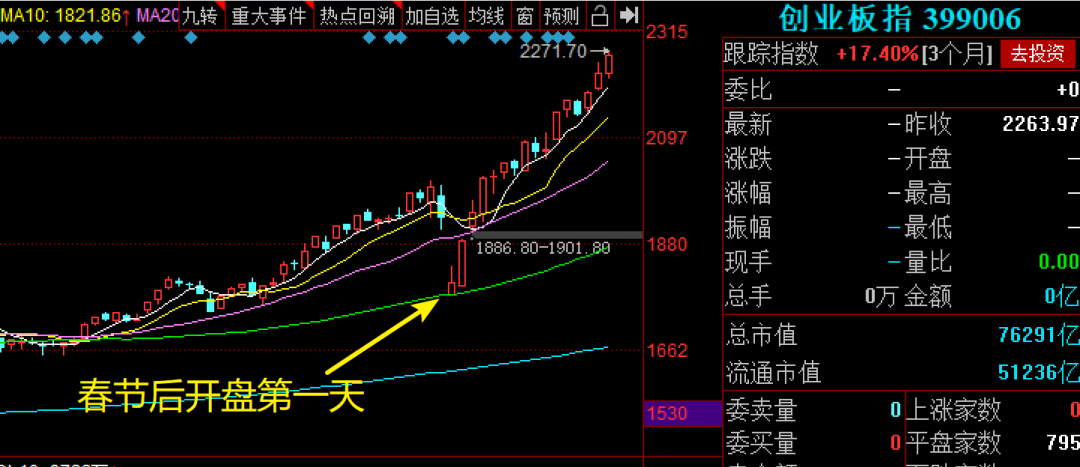 MA10: 1821.86↑ MA20 九转 重大事件 热点回溯 加自选 均线 窗 预测
创业板指 399006
2315
2271.70
跟踪指数 +17.40%[3个月] 去投资
委比 — +0
最新 — 昨收 2263.97
2097
涨跌 — 开盘 —
涨幅 — 最高 —
振幅 — 最低 —
1880
1886.80-1901.80
现手 — 量比 0.00
总手 0万 金额 0亿
总市值 76291亿
1662
流通市值 51236亿
春节后开盘第一天
1530
委卖量 0 上涨家数 0
委买量 0 平盘家数 795